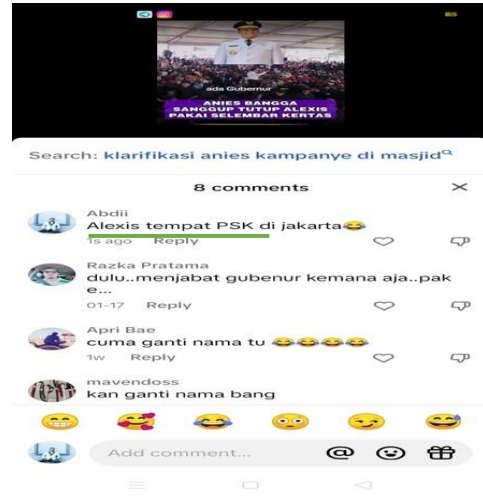 ada Gubernur
ANIES BANGGA
SANGGUP TUTUP ALEXIS
PAKAI SELEMBAR KERTAS
Search: klarifikasi anies kampanye di masjid
8 comments
Abdii
Alexis tempat PSK di jakarta😂
1s ago Reply
Razka Pratama
dulu..menjabat gubenur kemana aja..pak
e...
01-17 Reply
Apri Bae
cuma ganti nama tu 😂😂😂😂
1w Reply
mavendoss
kan ganti nama bang
Add comment...